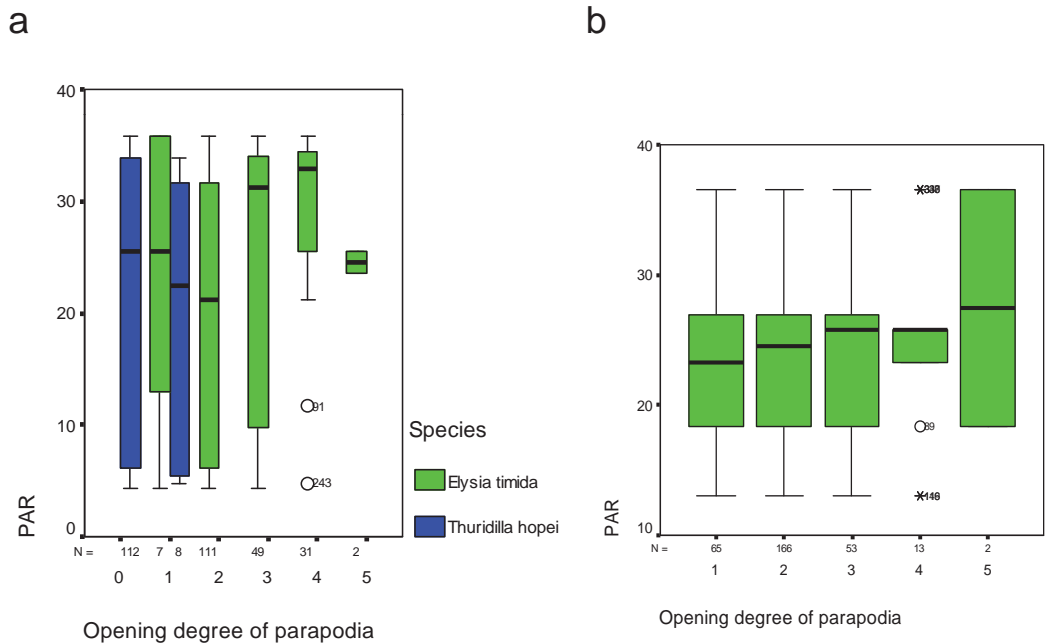 a
40
30
20
10
0
PAR
91
243
Species
Elysia timida
Thuridilla hopei
N = 112 7 8 111 49 31 2
0 1 2 3 4 5
Opening degree of parapodia
b
40
30
20
10
PAR
N = 65 166 53 13 2
1 2 3 4 5
Opening degree of parapodia